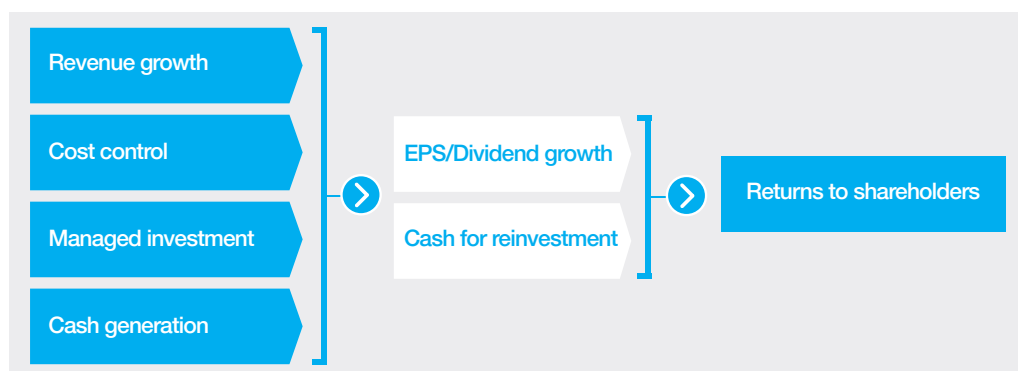 Revenue growth
Cost control
Managed investment
Cash generation
EPS/Dividend growth
Cash for reinvestment
Returns to shareholders